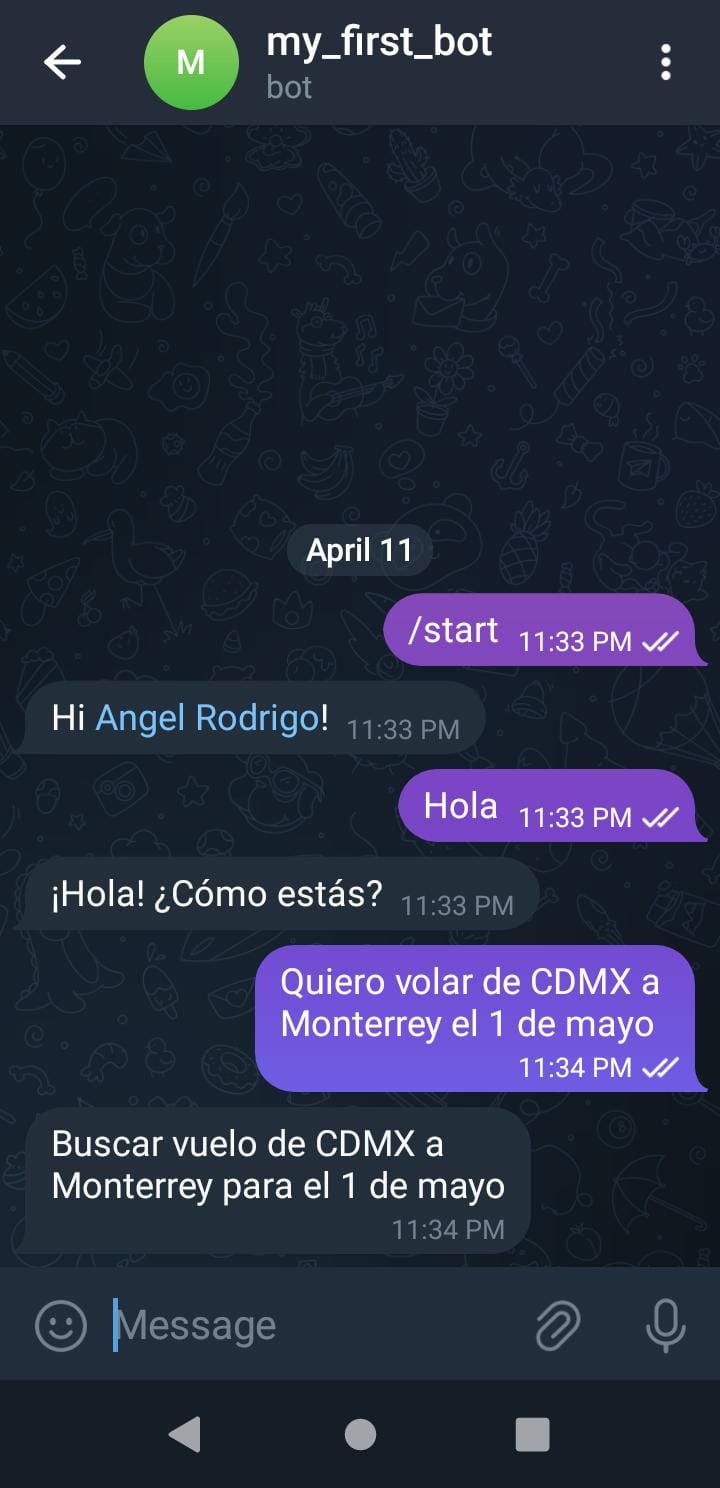 my_first_bot
M
bot
April 11
/start 11:33 PM
Hi Angel Rodrigo! 11:33 PM
Hola 11:33 PM
¡Hola! ¿Cómo estás? 11:33 PM
Quiero volar de CDMX a
Monterrey el 1 de mayo
11:34 PM
Buscar vuelo de CDMX a
Monterrey para el 1 de mayo
11:34 PM
Message